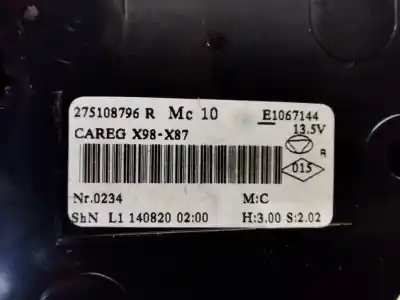 275108796 R Mc 10 E1067144
CAREG X98-X87 13.5V
R
015
Nr.0234 M:C
ShN L1 140820 02:00 H:3.00 S:2.02